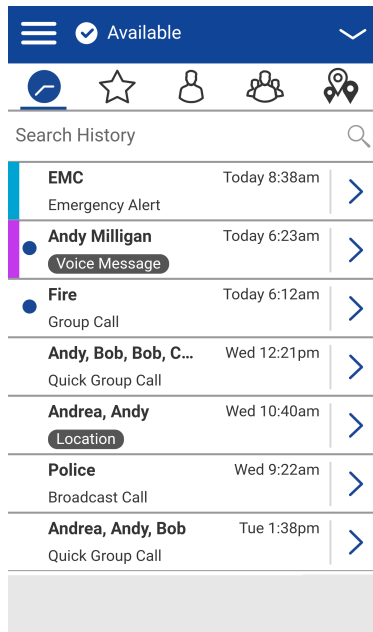 Available
Search History
EMC Today 8:38am
Emergency Alert
Andy Milligan Today 6:23am
Voice Message
Fire Today 6:12am
Group Call
Andy, Bob, Bob, C... Wed 12:21pm
Quick Group Call
Andrea, Andy Wed 10:40am
Location
Police Wed 9:22am
Broadcast Call
Andrea, Andy, Bob Tue 1:38pm
Quick Group Call